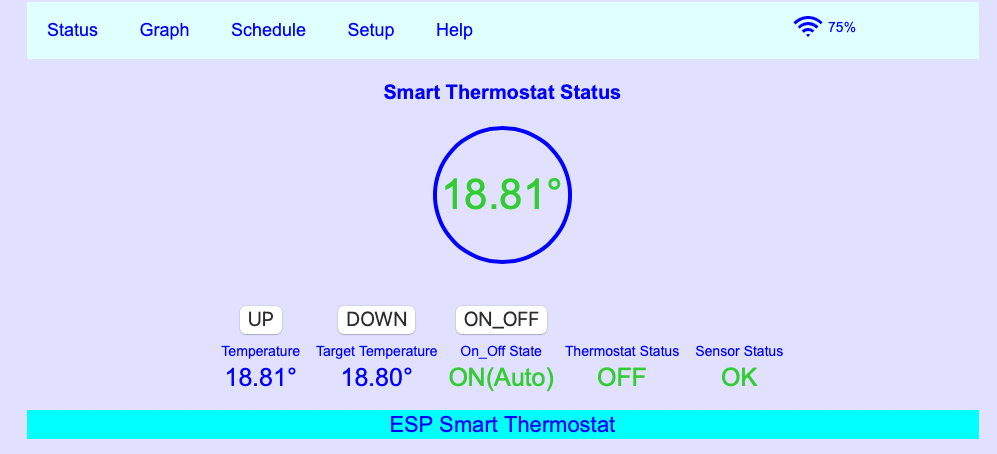 Status Graph Schedule Setup Help 75%
Smart Thermostat Status
18.81°
UP DOWN ON_OFF
Temperature Target Temperature On_Off State Thermostat Status Sensor Status
18.81° 18.80° ON(Auto) OFF OK
ESP Smart Thermostat